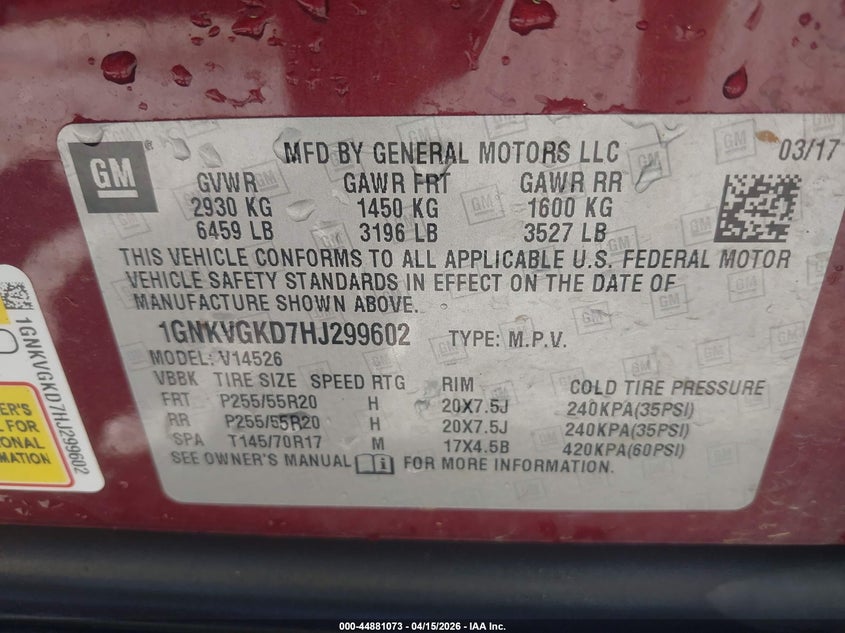 GM
MFD BY GENERAL MOTORS LLC 03/17
GVWR GAWR FRT GAWR RR
2930 KG 1450 KG 1600 KG
6459 LB 3196 LB 3527 LB
THIS VEHICLE CONFORMS TO ALL APPLICABLE U.S. FEDERAL MOTOR
VEHICLE SAFETY STANDARDS IN EFFECT ON THE DATE OF
MANUFACTURE SHOWN ABOVE.
1GNKVGKD7HJ299602 TYPE: M.P.V.
MODEL: V14526
VBBK TIRE SIZE SPEED RTG RIM COLD TIRE PRESSURE
FRT P255/55R20 H 20X7.5J 240KPA(35PSI)
RR P255/55R20 H 20X7.5J 240KPA(35PSI)
SPA T145/70R17 M 17X4.5B 420KPA(60PSI)
SEE OWNER'S MANUAL FOR MORE INFORMATION.
1GNKVGKD7HJ299602
ER'S
FOR
IONAL
MATION
000-44881073 - 04/15/2026 - IAA Inc.